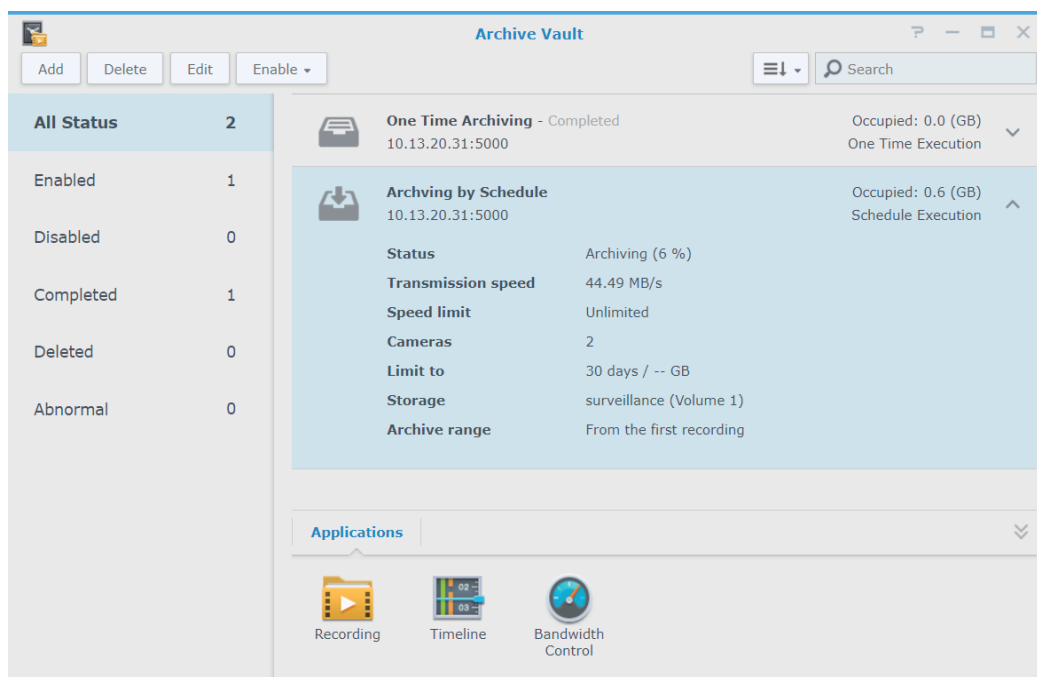 Archive Vault
Add Delete Edit Enable Search
All Status 2
Enabled 1
Disabled 0
Completed 1
Deleted 0
Abnormal 0
One Time Archiving - Completed Occupied: 0.0 (GB)
10.13.20.31:5000 One Time Execution
Archving by Schedule Occupied: 0.6 (GB)
10.13.20.31:5000 Schedule Execution
Status Archiving (6 %)
Transmission speed 44.49 MB/s
Speed limit Unlimited
Cameras 2
Limit to 30 days / -- GB
Storage surveillance (Volume 1)
Archive range From the first recording
Applications
02
03
Recording Timeline Bandwidth
Control